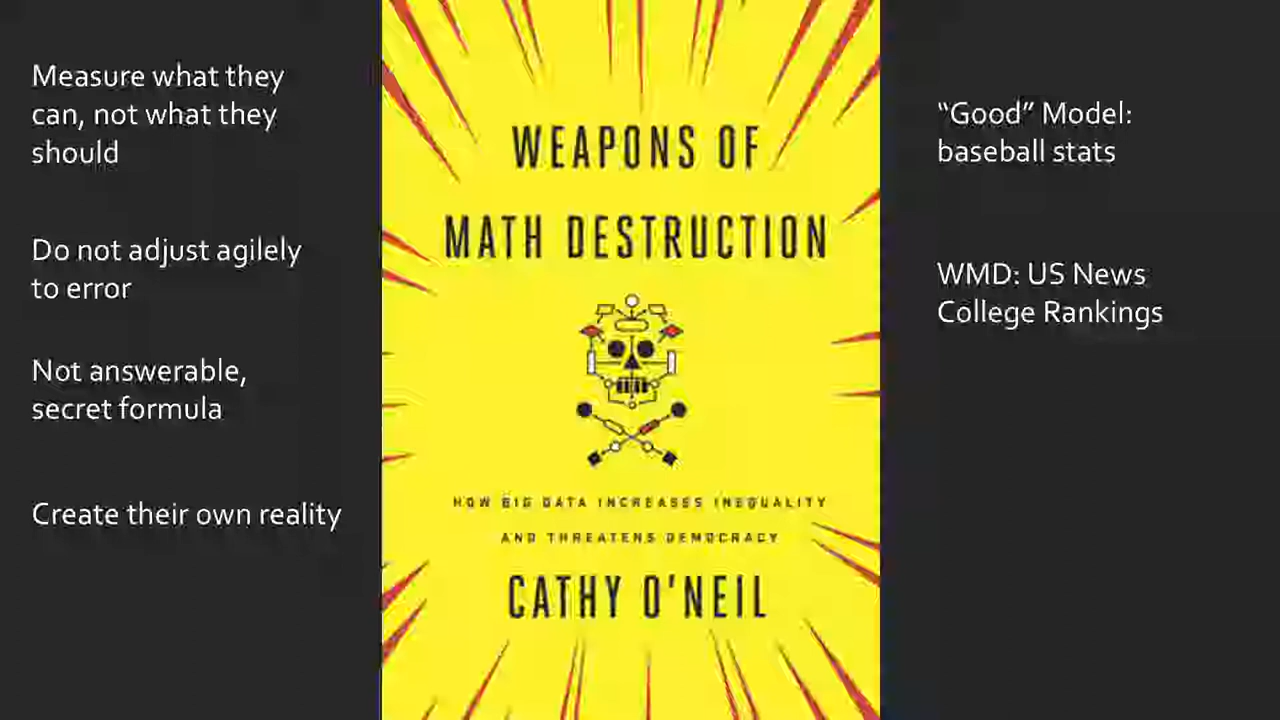 Measure what they
can, not what they
should
Do not adjust agilely
to error
Not answerable,
secret formula
Create their own reality
WEAPONS OF
MATH DESTRUCTION
HOW BIG DATA INCREASES INEQUALITY
AND THREATENS DEMOCRACY
CATHY O'NEIL
“Good” Model:
baseball stats
WMD: US News
College Rankings